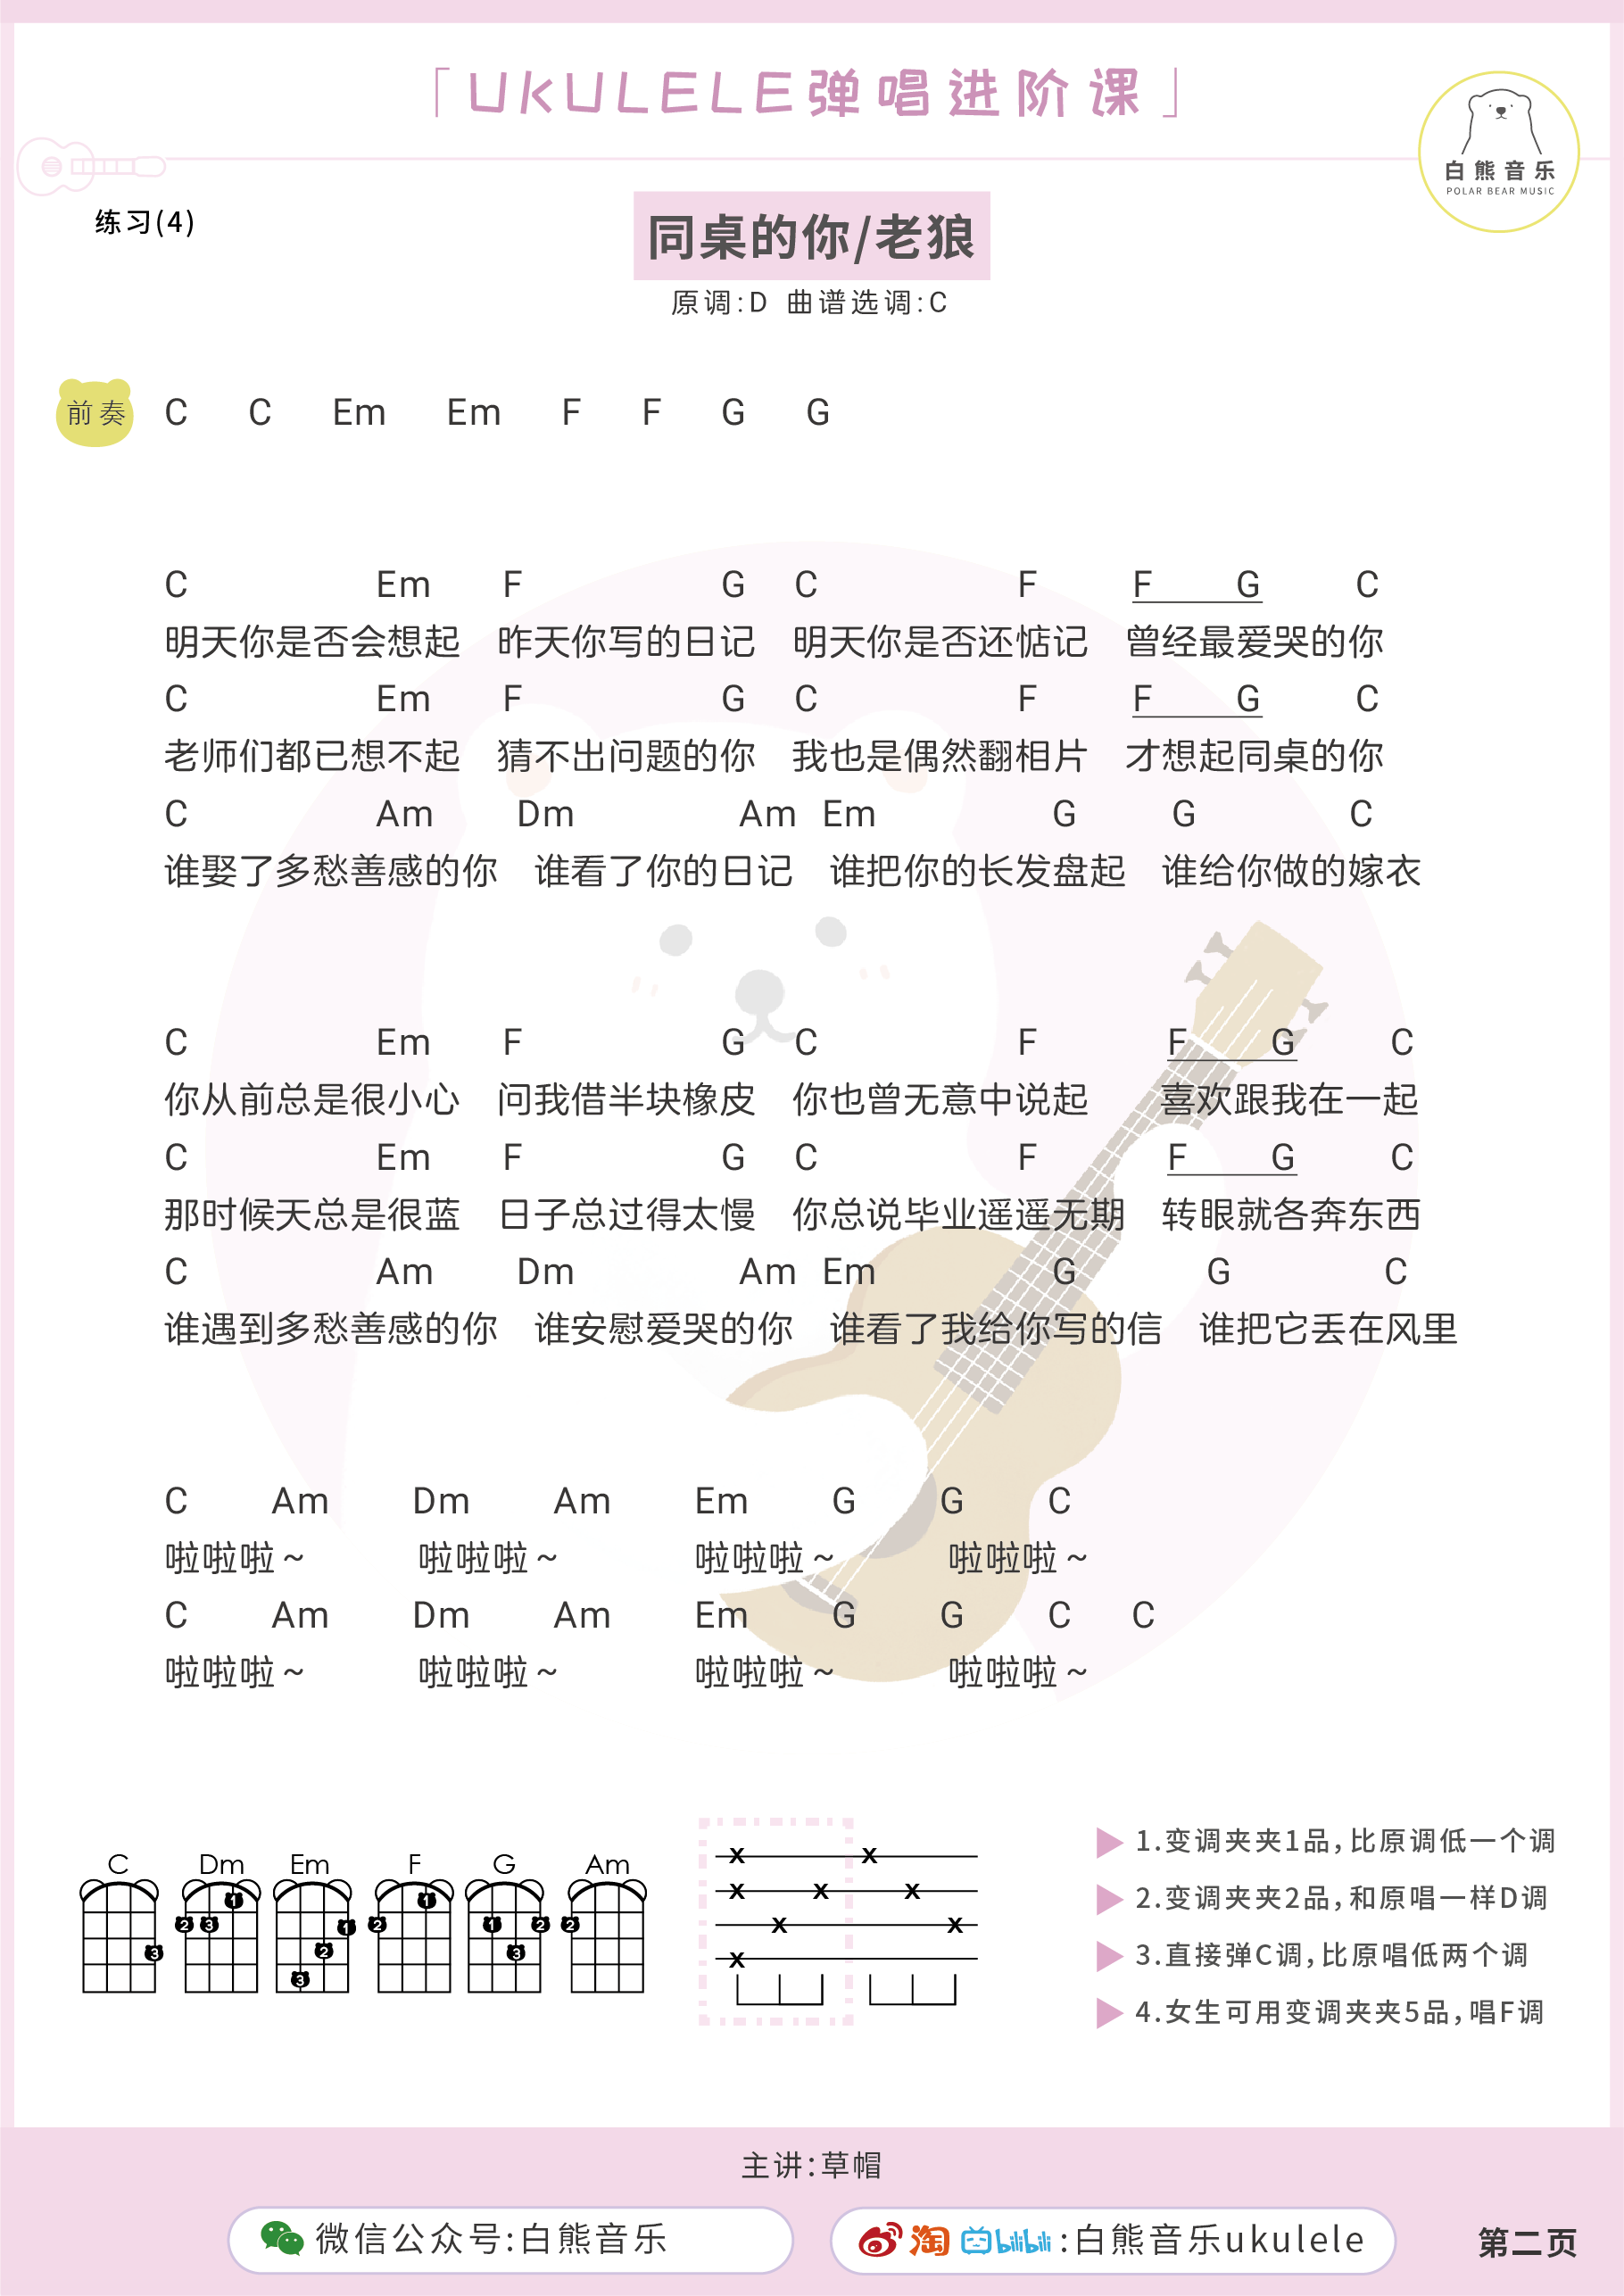 「UKULELE弹唱进阶课」
白熊音乐
POLAR BEAR MUSIC
练习(4)
同桌的你/老狼
原调:D 曲谱选调:C
前奏 C C Em Em F F G G
C Em F G C F F G C
明天你是否会想起 昨天你写的日记 明天你是否还惦记 曾经最爱哭的你
C Em F G C F F G C
老师们都已想不起 猜不出问题的你 我也是偶然翻相片 才想起同桌的你
C Am Dm Am Em G G C
谁娶了多愁善感的你 谁看了你的日记 谁把你的长发盘起 谁给你做的嫁衣
C Em F G C F F G C
你从前总是很小心 问我借半块橡皮 你也曾无意中说起 喜欢跟我在一起
C Em F G C F F G C
那时候天总是很蓝 日子总过得太慢 你总说毕业遥遥无期 转眼就各奔东西
C Am Dm Am Em G G C
谁遇到多愁善感的你 谁安慰爱哭的你 谁看了我给你写的信 谁把它丢在风里
C Am Dm Am Em G G C
啦啦啦~ 啦啦啦~ 啦啦啦~ 啦啦啦~
C Am Dm Am Em G G C C
啦啦啦~ 啦啦啦~ 啦啦啦~ 啦啦啦~
C Dm Em F G Am
3
1 2 3
1 2 3
1 2
1 2 3
2
x x
x x x
x x
x
1.变调夹夹1品,比原调低一个调
2.变调夹夹2品,和原唱一样D调
3.直接弹C调,比原唱低两个调
4.女生可用变调夹夹5品,唱F调
主讲:草帽
微信公众号:白熊音乐
淘 bilibili :白熊音乐ukulele
第二页